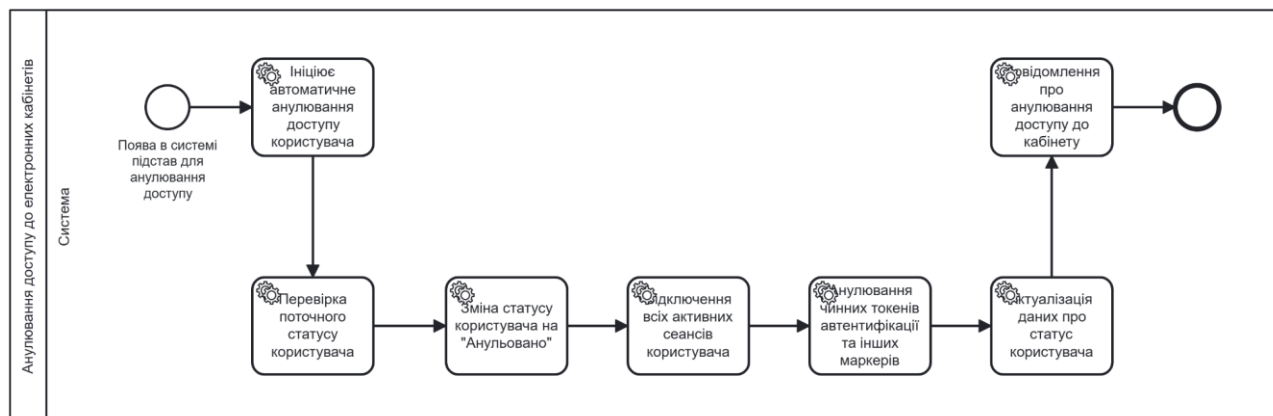 Анулювання доступу до електронних кабінетів
Система
Поява в системі
підстав для
анулювання
доступу
Ініціює
автоматичне
анулювання
доступу
користувача
Перевірка
поточного
статусу
користувача
Зміна статусу
користувача на
"Анульовано"
ідключення
всіх активних
сеансів
користувача
Анулювання
чинних токенів
автентифікації
та інших
маркерів
ктуалізація
даних про
статус
користувача
овідомлення
про
анулювання
доступу до
кабінету